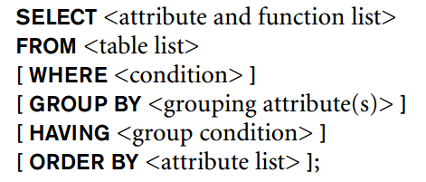 SELECT <attribute and function list>
FROM <table list>
[ WHERE <condition> ]
[ GROUP BY <grouping attribute(s)> ]
[ HAVING <group condition> ]
[ ORDER BY <attribute list> ];